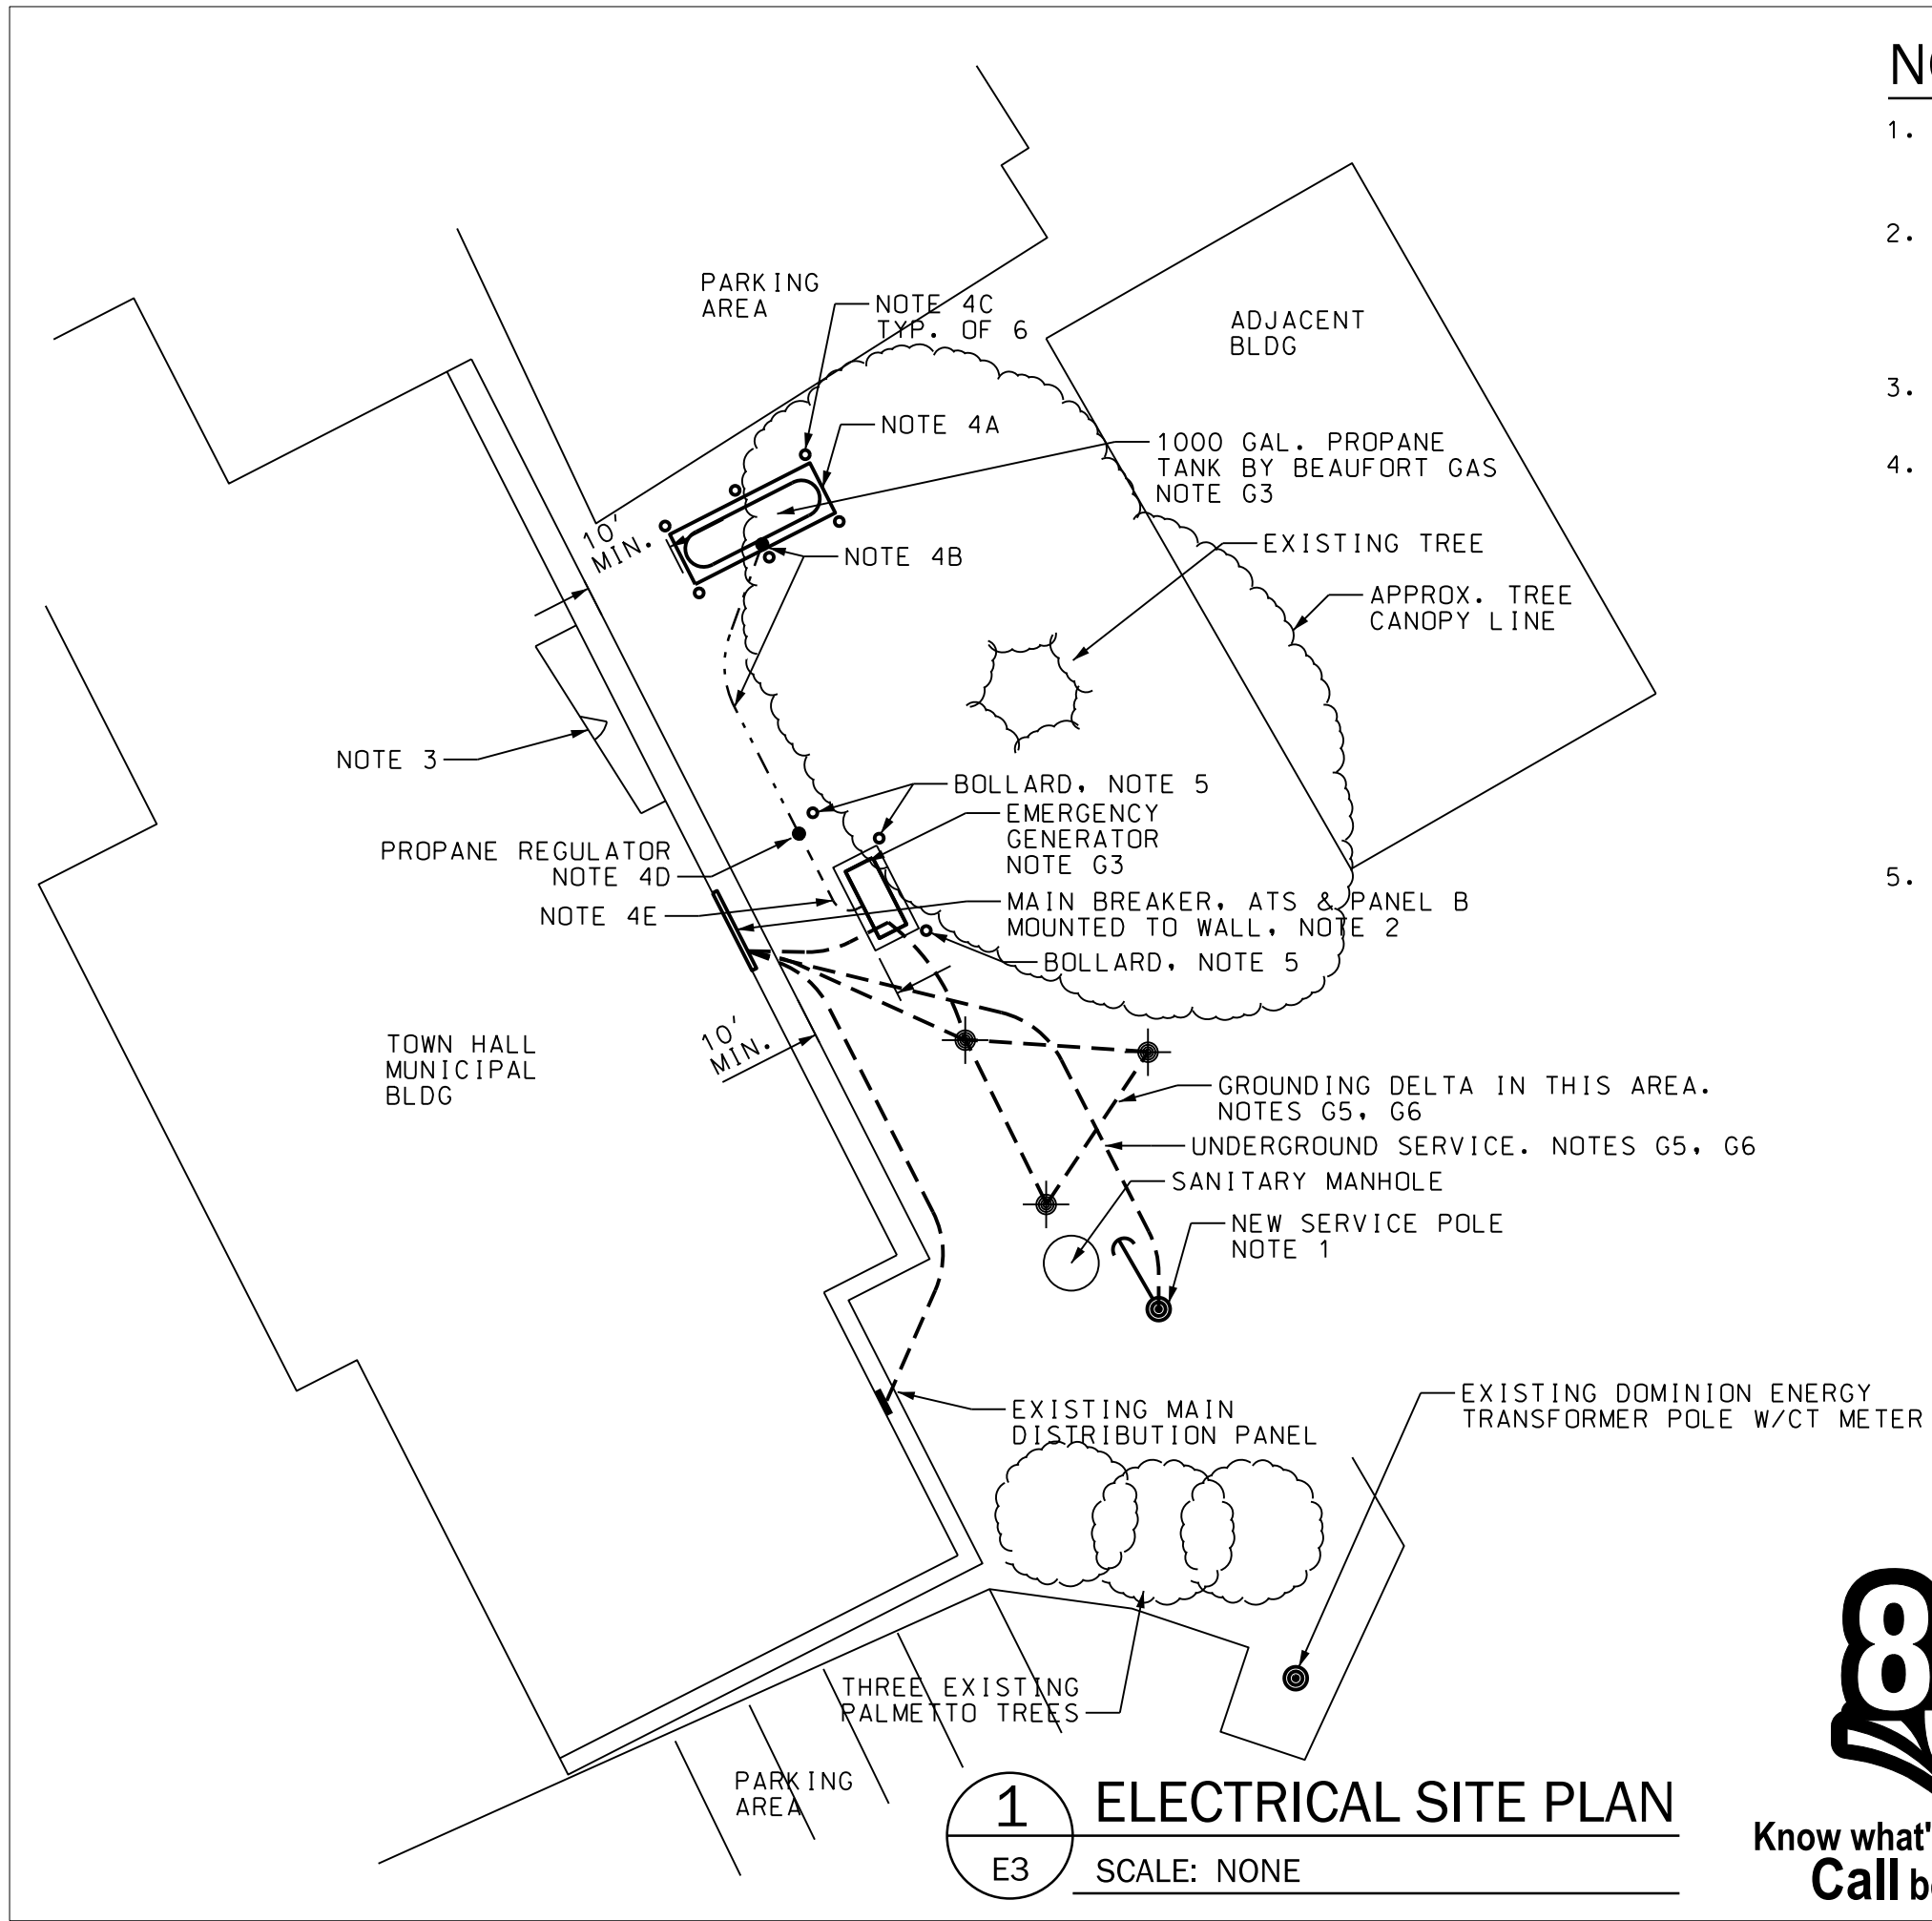 NO
1.
2.
3.
4.
5.
PARKING
AREA
NOTE 4C
TYP. OF 6
ADJACENT
BLDG
NOTE 4A
1000 GAL. PROPANE
TANK BY BEAUFORT GAS
NOTE G3
10'
MIN.
NOTE 4B
EXISTING TREE
APPROX. TREE
CANOPY LINE
NOTE 3
BOLLARD, NOTE 5
EMERGENCY
GENERATOR
NOTE G3
PROPANE REGULATOR
NOTE 4D
NOTE 4E
MAIN BREAKER, ATS & PANEL B
MOUNTED TO WALL, NOTE 2
BOLLARD, NOTE 5
TOWN HALL
MUNICIPAL
BLDG
10'
MIN.
GROUNDING DELTA IN THIS AREA.
NOTES G5, G6
UNDERGROUND SERVICE. NOTES G5, G6
SANITARY MANHOLE
NEW SERVICE POLE
NOTE 1
EXISTING MAIN
DISTRIBUTION PANEL
EXISTING DOMINION ENERGY
TRANSFORMER POLE W/CT METER
THREE EXISTING
PALMETTO TREES
PARKING
AREA
1
E3
ELECTRICAL SITE PLAN
SCALE: NONE
8
Know what'
Call be